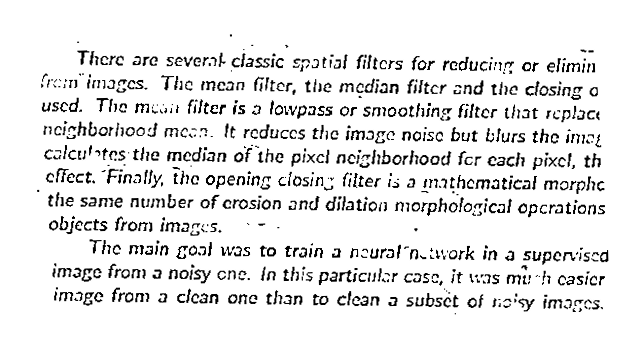 There are several classic spatial filters for reducing or elimin
from images. The mean filter, the median filter and the closing o
used. The mean filter is a lowpass or smoothing filter that replace
neighborhood mean. It reduces the image noise but blurs the imag
calculates the median of the pixel neighborhood for each pixel, th
effect. Finally, the opening closing filter is a mathematical morpho
the same number of erosion and dilation morphological operations
objects from images.
The main goal was to train a neural network in a supervised
image from a noisy one. In this particular case, it was much easier
image from a clean one than to clean a subset of noisy images.